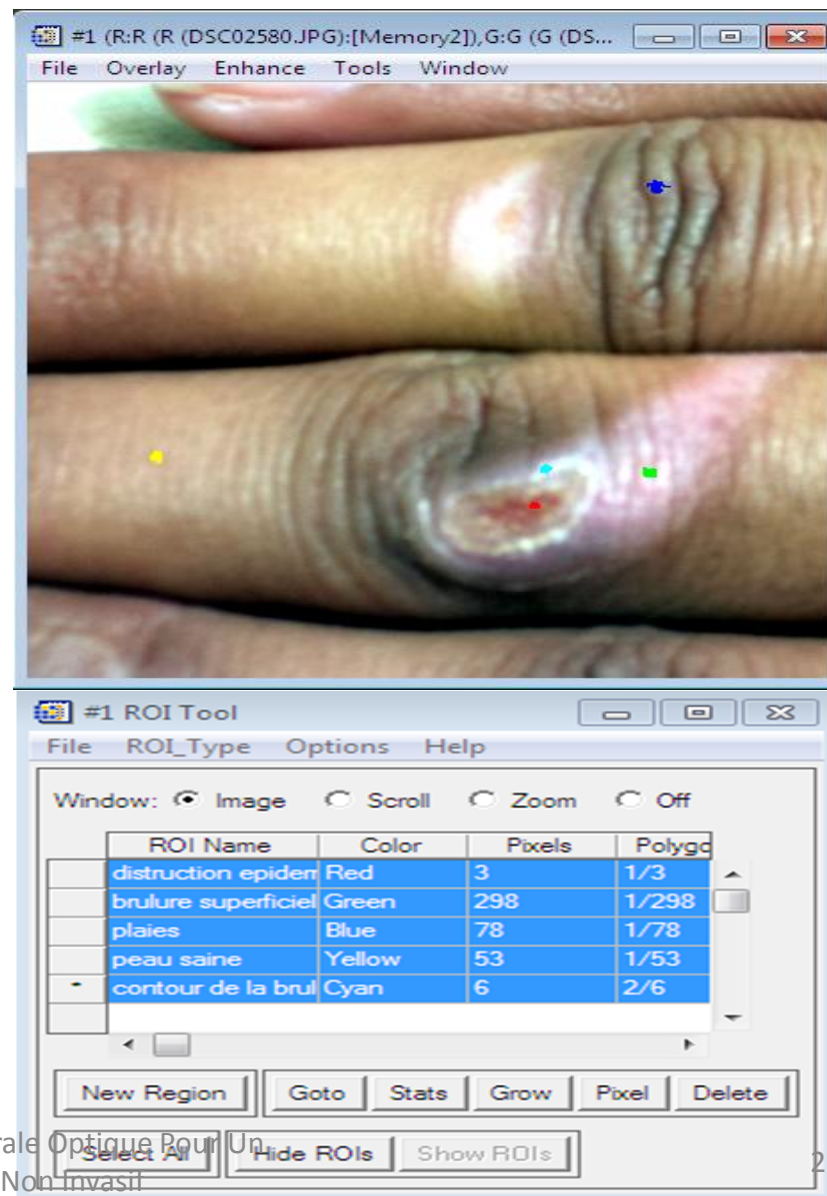 #1 (R:R (R (DSC02580.JPG):[Memory2]),G:G (G (DS...
File Overlay Enhance Tools Window
#1 ROI Tool
File ROI_Type Options Help
Window: Image Scroll Zoom Off
ROI Name Color Pixels Polygo
distruction epiderr Red 3 1/3
brulure superficiel Green 298 1/298
plaies Blue 78 1/78
peau saine Yellow 53 1/53
* contour de la brul Cyan 6 2/6
New Region Goto Stats Grow Pixel Delete
rale Optique Pour Un
Select All Hide ROIs Show ROIs
2
Non Invasif